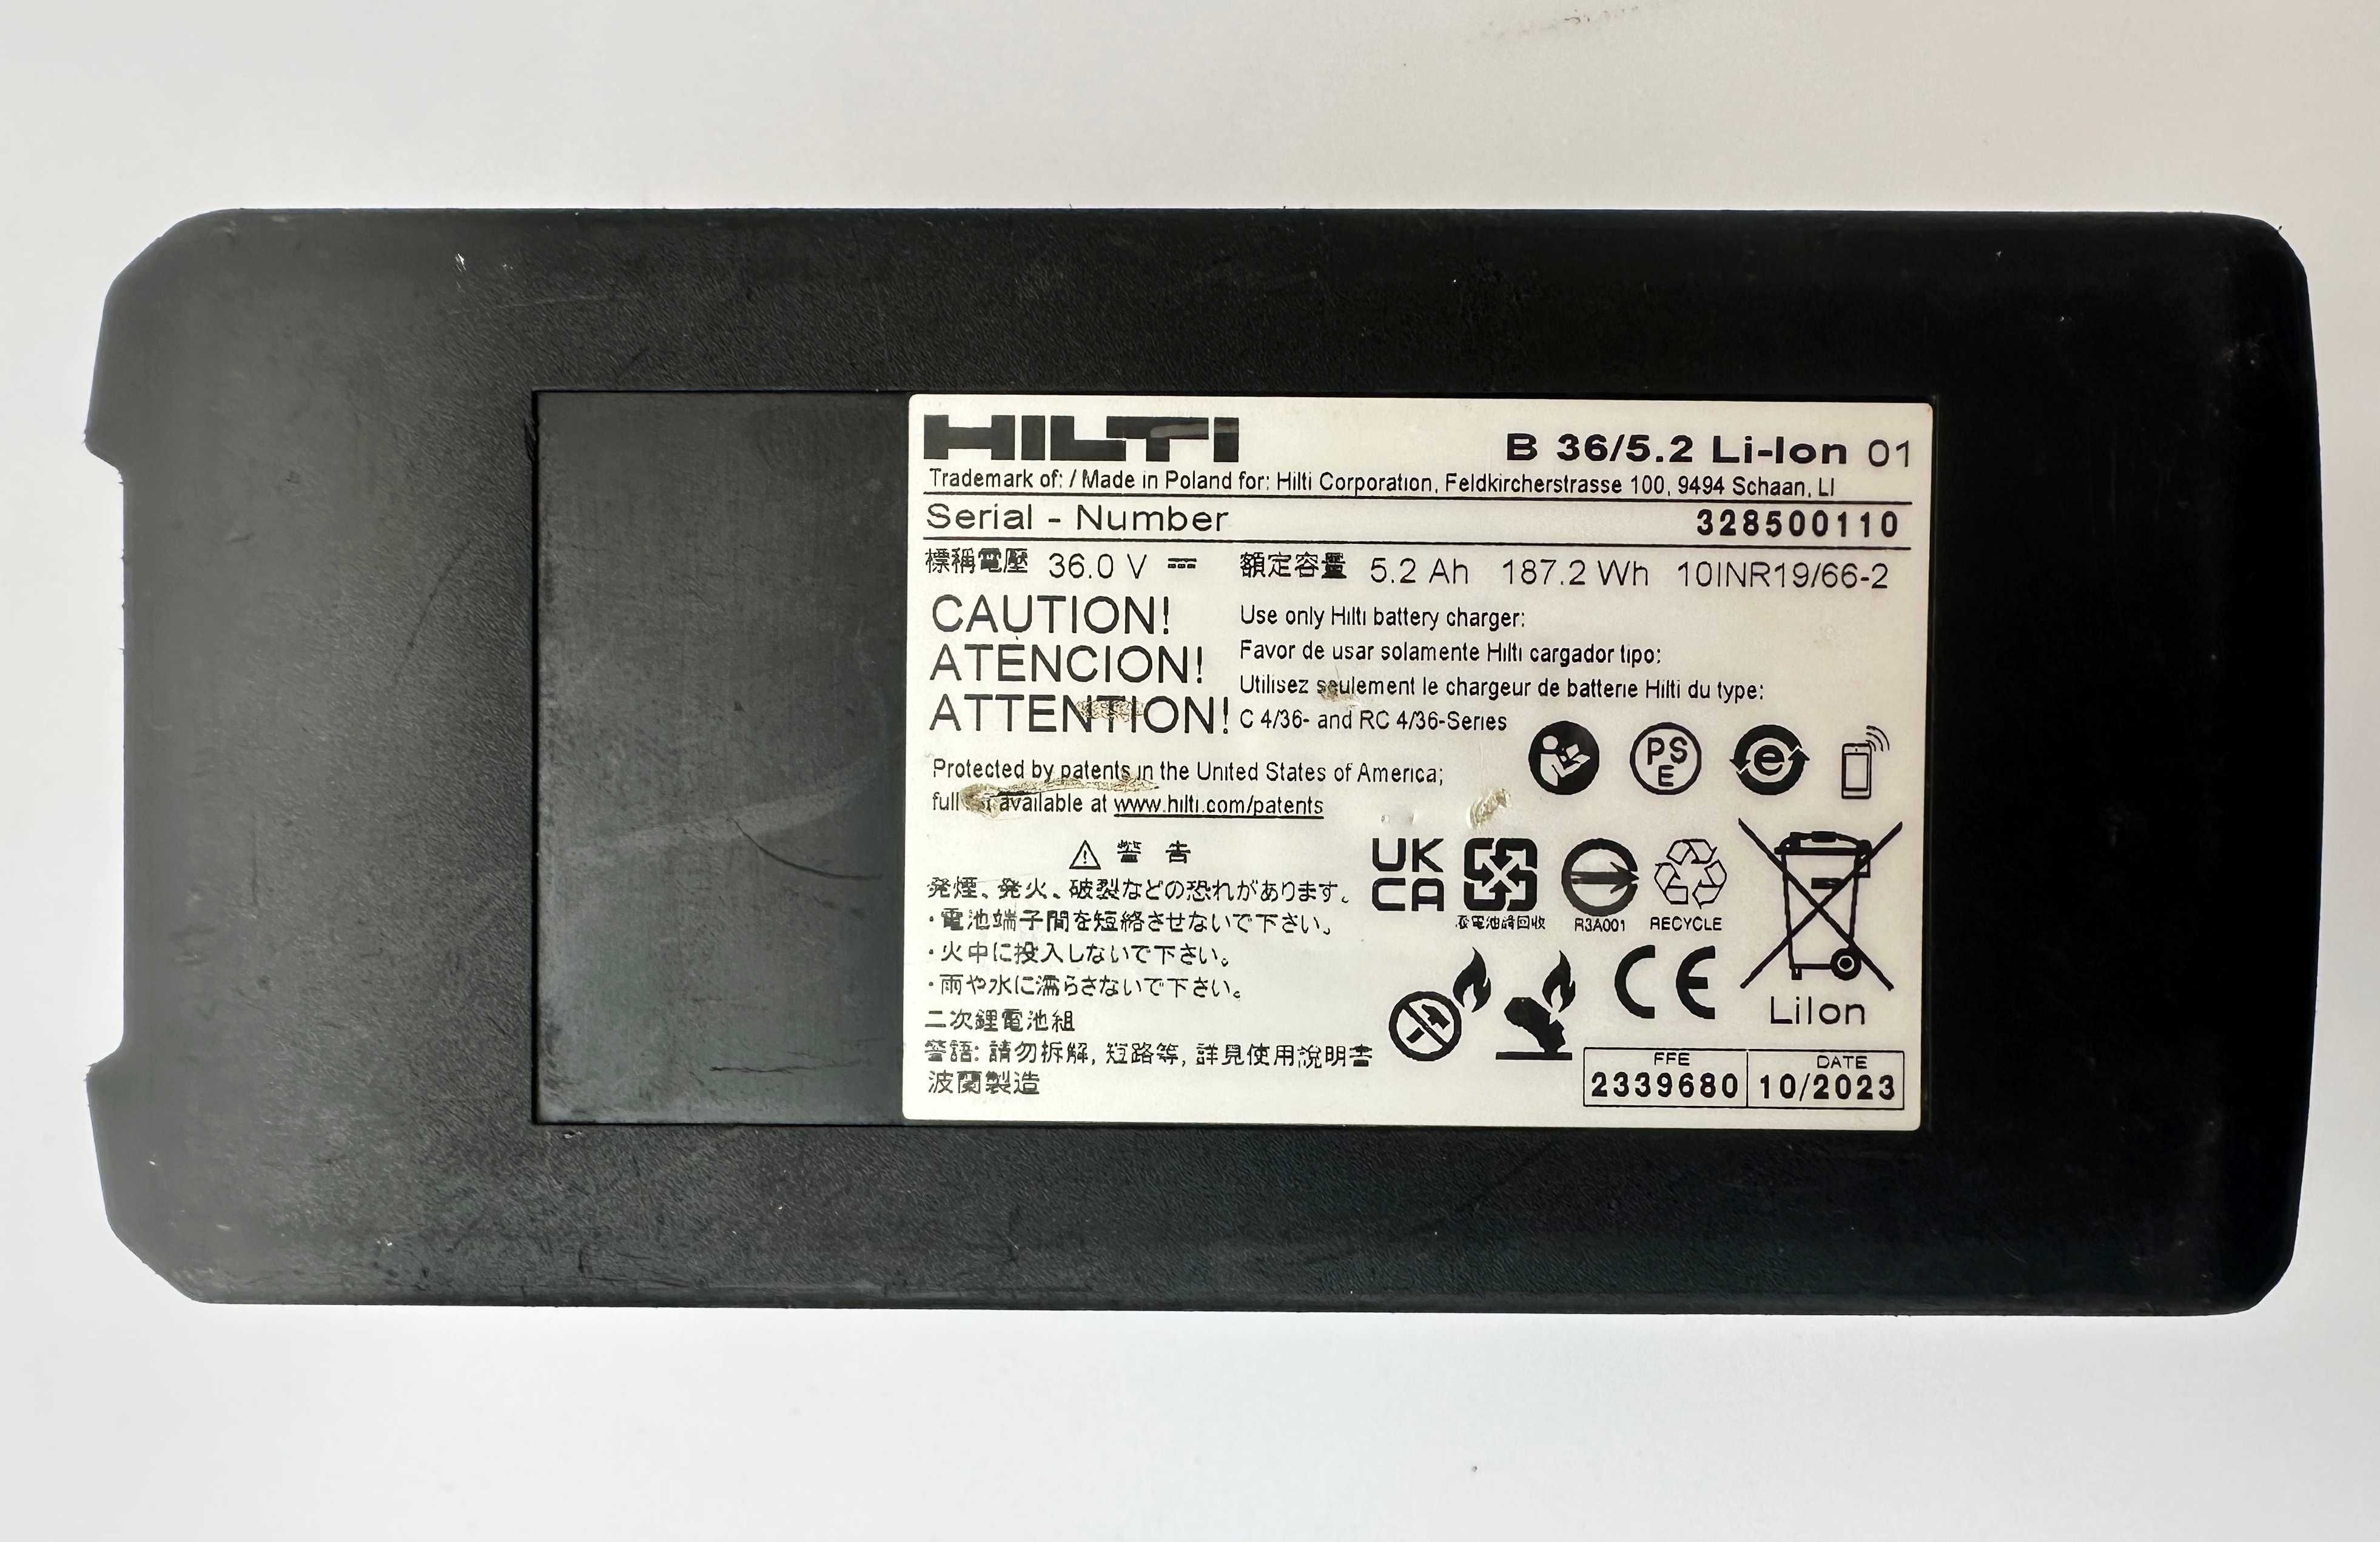 HILTI
B 36/5.2 Li-Ion 01
Trademark of: / Made in Poland for: Hilti Corporation, Feldkircherstrasse 100, 9494 Schaan, LI
Serial - Number 328500110
標稱電壓 36.0 V 額定容量 5.2 Ah 187.2 Wh 10INR19/66-2
CAUTION!
ATENCION!
ATTENTION!
Use only Hilti battery charger:
Favor de usar solamente Hilti cargador tipo:
Utilisez seulement le chargeur de batterie Hilti du type:
C 4/36- and RC 4/36-Series
PS
E
e
Protected by patents in the United States of America;
full available at www.hilti.com/patents
⚠ 警 告
発煙、発火、破裂などの恐れがあります。
・電池端子間を短絡させないで下さい。
・火中に投入しないで下さい。
・雨や水に濡らさないで下さい。
二次鋰電池組
警語: 請勿拆解, 短路等, 詳見使用說明書
波蘭製造
UK
CA
廢電池請回收
R3A001
RECYCLE
CE
LiIon
FFE DATE
2339680 10/2023